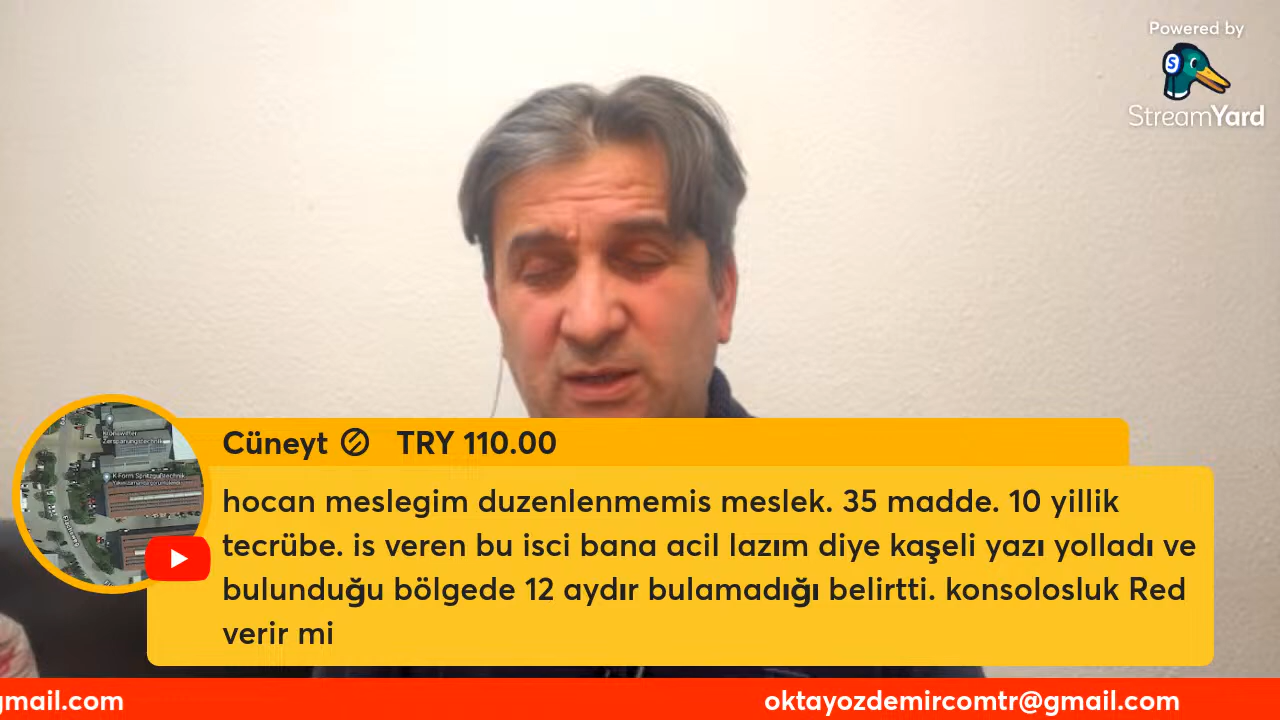 Powered by
StreamYard
Cüneyt TRY 110.00
hocan meslegim duzenlenmemis meslek. 35 madde. 10 yillik
tecrübe. is veren bu isci bana acil lazım diye kaşeli yazı yolladı ve
bulunduğu bölgede 12 aydır bulamadığı belirtti. konsolosluk Red
verir mi
gmail.com
oktayozdemircomtr@gmail.com